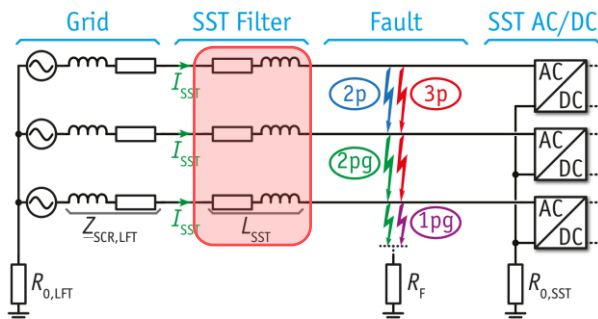 Grid SST Filter Fault SST AC/DC
I_SST
2p 3p
AC
DC
I_SST
2pg
AC
DC
I_SST
1pg
AC
DC
Z_SCR,LFT
L_SST
R_0,LFT
R_F
R_0,SST